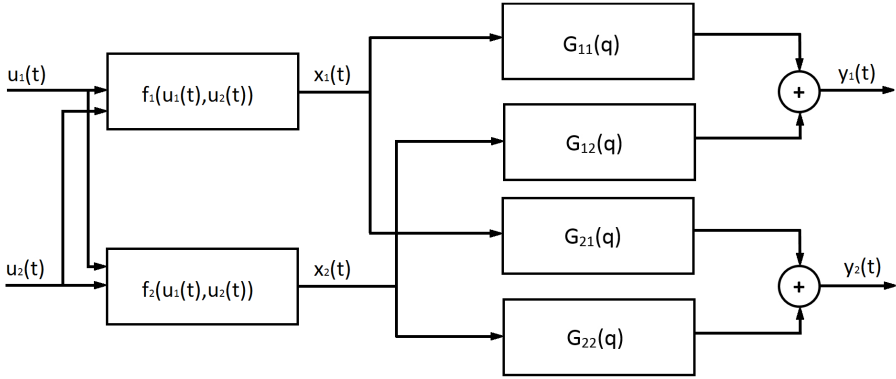 u₁(t)
f₁(u₁(t),u₂(t))
x₁(t)
G₁₁(q)
+
y₁(t)
G₁₂(q)
u₂(t)
f₂(u₁(t),u₂(t))
x₂(t)
G₂₁(q)
+
y₂(t)
G₂₂(q)